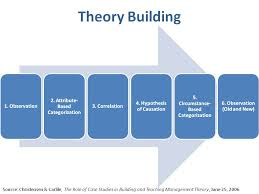 Theory Building
1. Observation
2. Attribute-
Based
Categorization
3. Correlation
4. Hypothesis
of Causation
5.
Circumstance-
Based
Categorization
6. Observation
(Old and New)
Source: Christensen & Carlile, The Role of Case Studies in Building and Teaching Management Theory, June 25, 2006